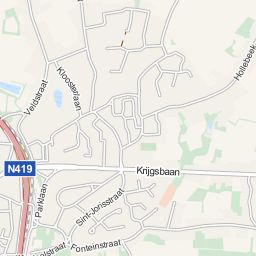 Hollebeek
Veldstraat
Kloosterlaan
N419
Krijgsbaan
Parklaan
Sint-Jorisstraat
Fonteinstraat